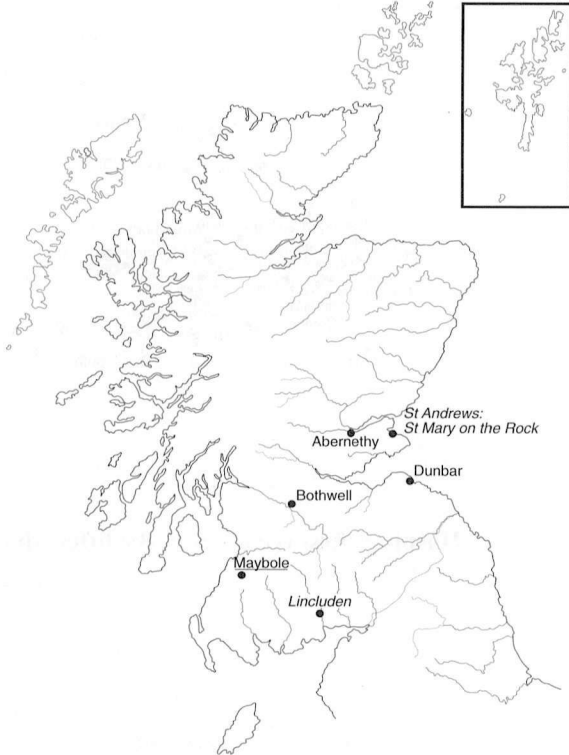 St Andrews:
St Mary on the Rock
Abernethy
Dunbar
Bothwell
Maybole
Lincluden